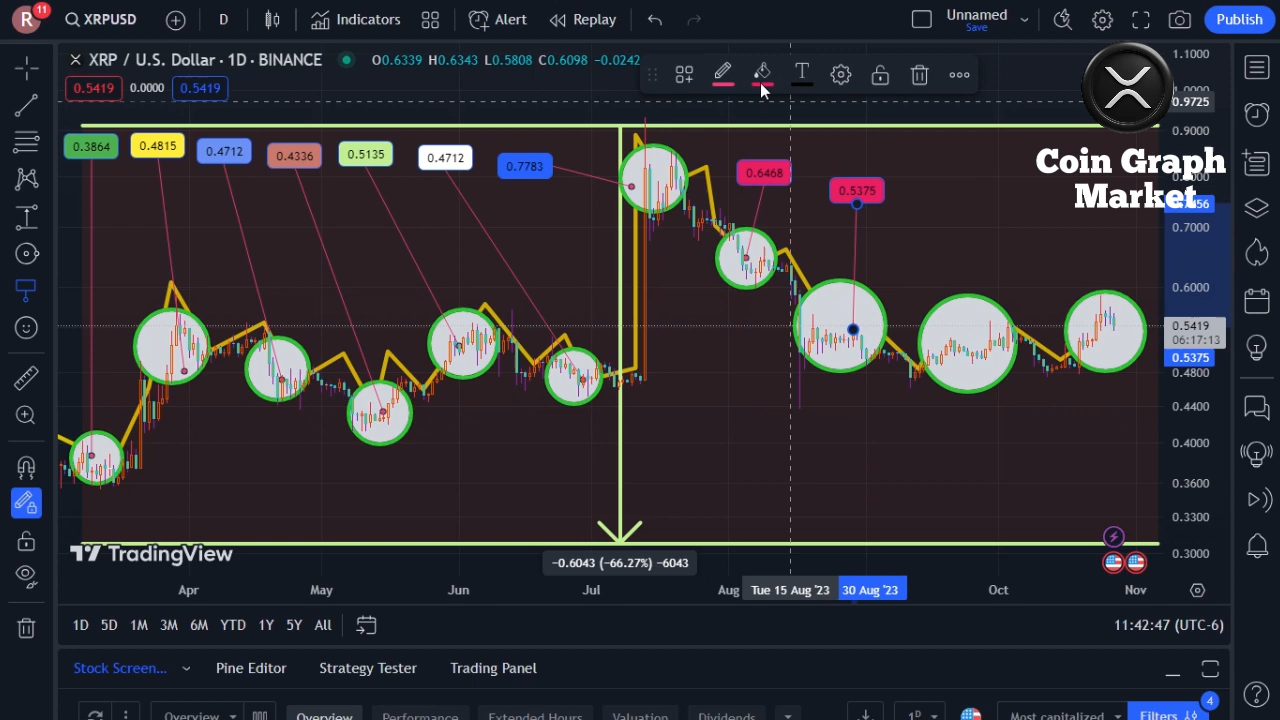 R 11 XRPUSD D Indicators Alert Replay Unnamed Save Publish
XRP / U.S. Dollar · 1D · BINANCE O0.6339 H0.6343 L0.5808 C0.6098 −0.0242
0.5419 0.0000 0.5419
1.1000
0.9725
0.9000
Coin Graph
Market
0.3864 0.4815 0.4712 0.4336 0.5135 0.4712 0.7783 0.6468 0.5375
0.7000
0.6000
0.5419
06:17:13
0.5375
0.4800
0.4400
0.4000
0.3600
0.3300
0.3000
TradingView
−0.6043 (−66.27%) −6043
Apr May Jun Jul Aug Tue 15 Aug '23 30 Aug '23 Oct Nov
1D 5D 1M 3M 6M YTD 1Y 5Y All 11:42:47 (UTC-6)
Stock Screen... Pine Editor Strategy Tester Trading Panel
4
Overview Overview Performance Extended Hours Valuation Dividends 1D Most capitalized Filters